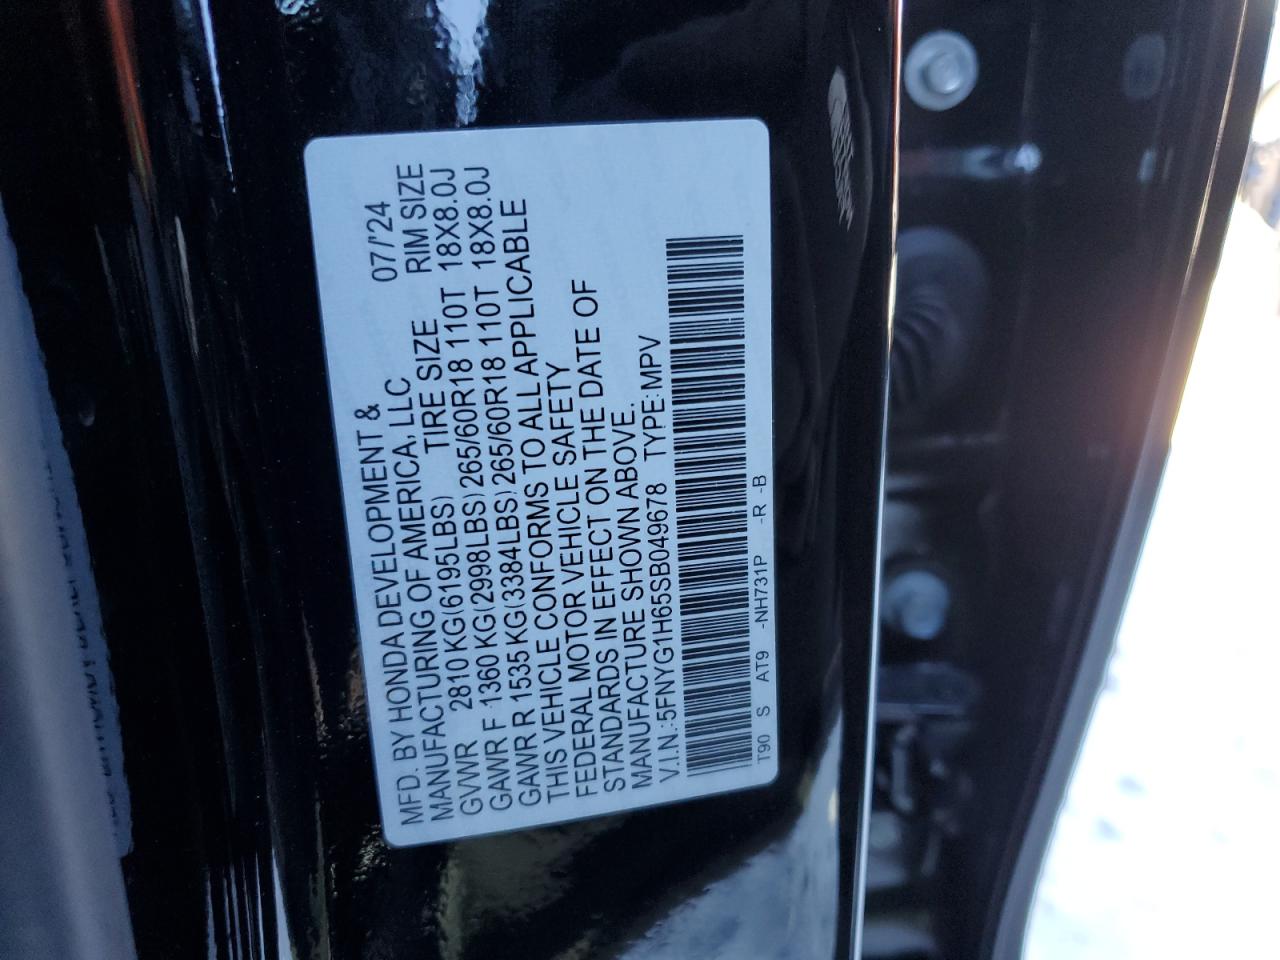 MFD. BY HONDA DEVELOPMENT & 07/'24
MANUFACTURING OF AMERICA, LLC
TIRE SIZE RIM SIZE
GVWR 2810 KG(6195LBS)
GAWR F 1360 KG(2998LBS) 265/60R18 110T 18X8.0J
GAWR R 1535 KG(3384LBS) 265/60R18 110T 18X8.0J
THIS VEHICLE CONFORMS TO ALL APPLICABLE
FEDERAL MOTOR VEHICLE SAFETY
STANDARDS IN EFFECT ON THE DATE OF
MANUFACTURE SHOWN ABOVE.
V.I.N.:5FNYG1H65SB049678 TYPE:MPV
T90 S AT9 -NH731P -R -B